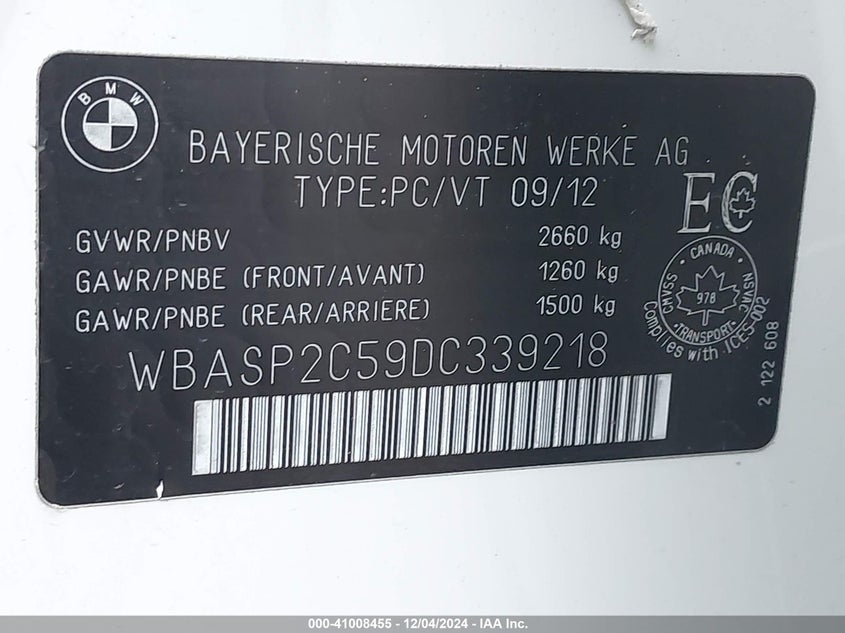 BMW
BAYERISCHE MOTOREN WERKE AG
TYPE:PC/VT 09/12
EC
GVWR/PNBV 2660 kg
GAWR/PNBE (FRONT/AVANT) 1260 kg
GAWR/PNBE (REAR/ARRIERE) 1500 kg
CANADA
CMVSS
NSVAC
978
TRANSPORT
Complies with ICES-002
WBASP2C59DC339218
2 122 608
000-41008455 - 12/04/2024 - IAA Inc.